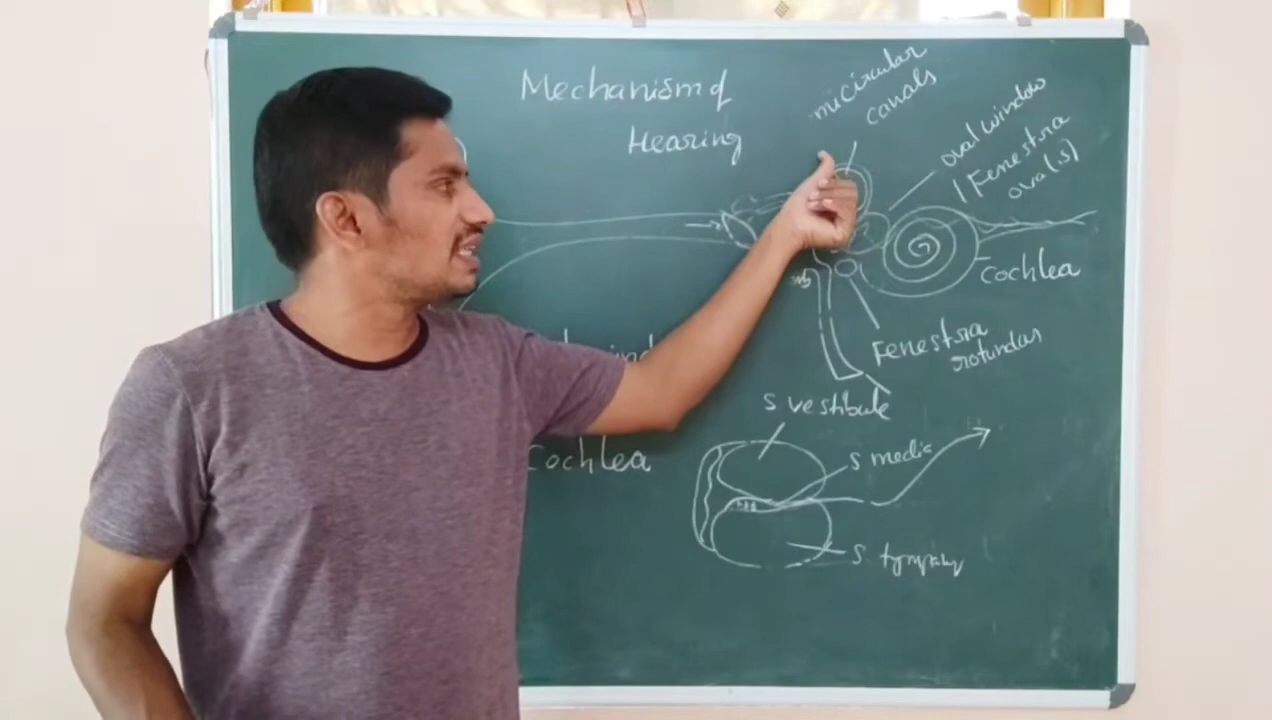 Mechanism of
Hearing
micircular
canals
oval window
/ Fenestra
ova(s)
Cochlea
Fenestra
rotundas
S vestibule
S media
Cochlea
S. tympany